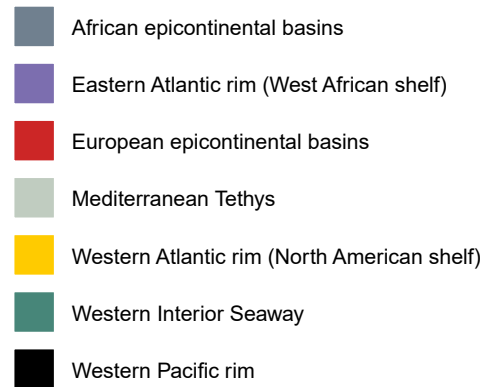 African epicontinental basins
Eastern Atlantic rim (West African shelf)
European epicontinental basins
Mediterranean Tethys
Western Atlantic rim (North American shelf)
Western Interior Seaway
Western Pacific rim